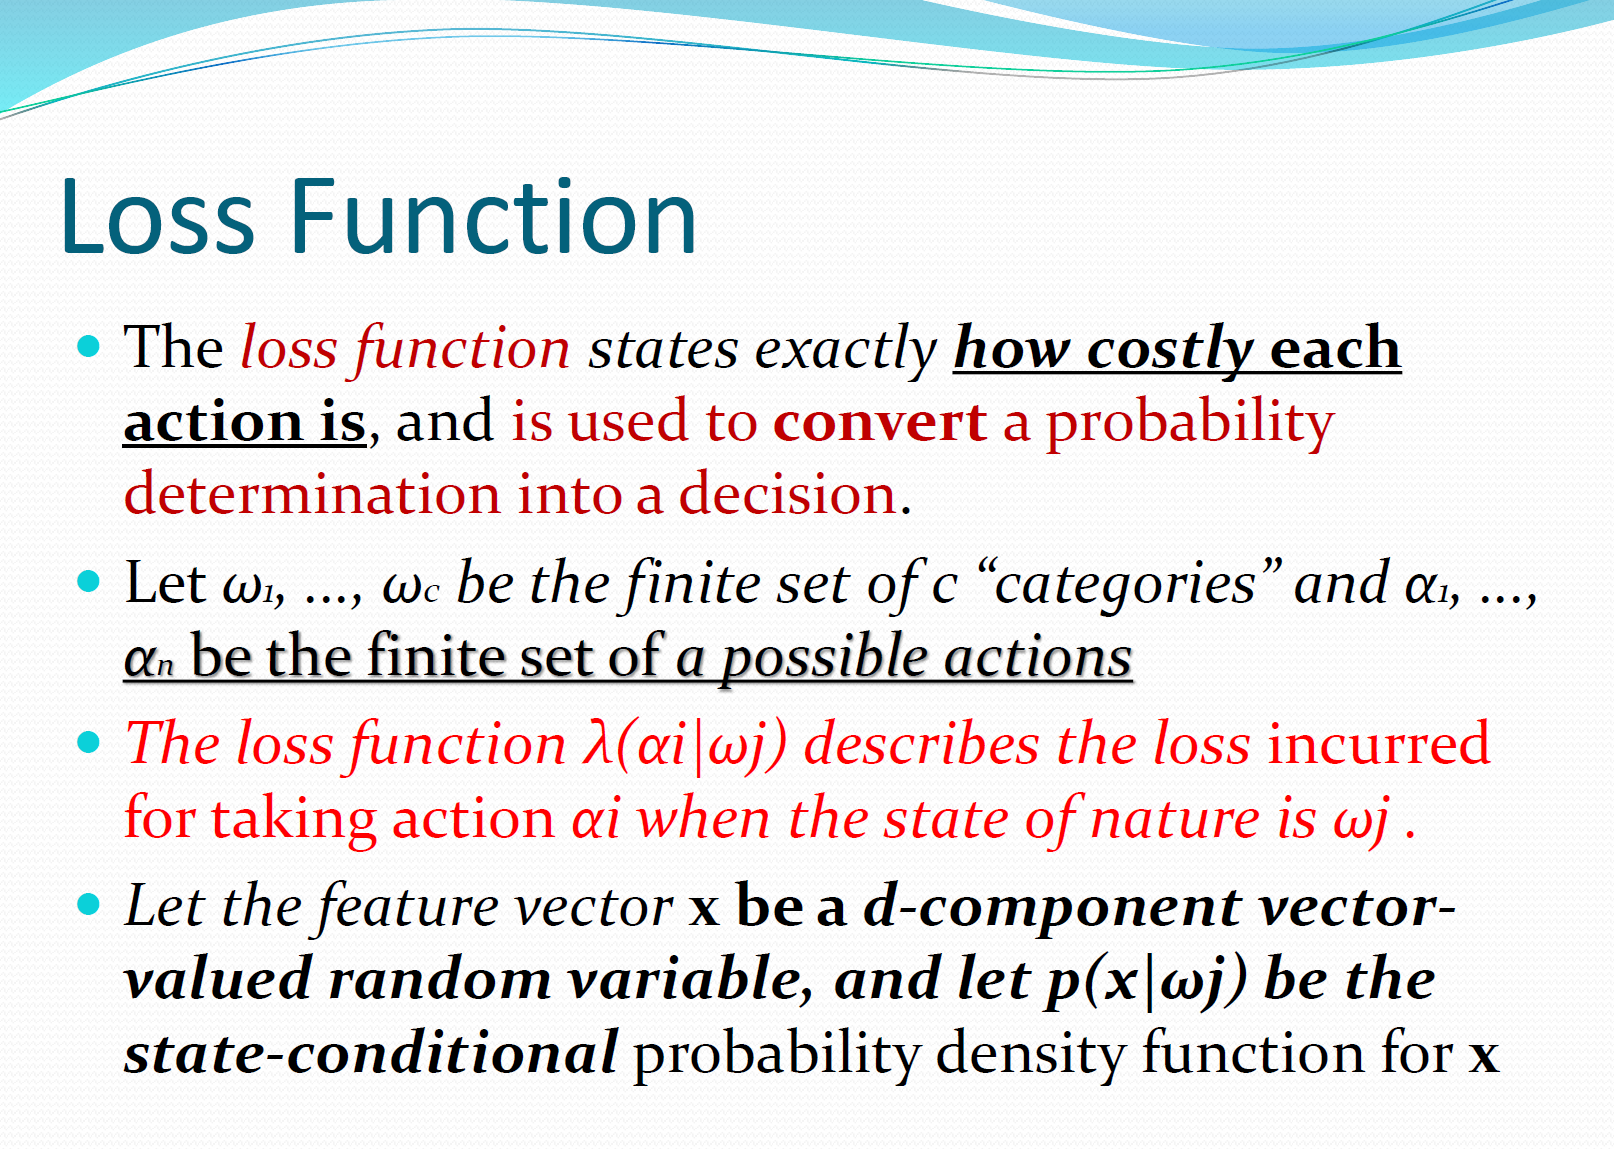 Loss Function
• The loss function states exactly how costly each
action is, and is used to convert a probability
determination into a decision.
• Let ω1, ..., ωc be the finite set of c “categories” and α1, ...,
αn be the finite set of a possible actions
• The loss function λ(αi|ωj) describes the loss incurred
for taking action αi when the state of nature is ωj .
• Let the feature vector x be a d-component vector-
valued random variable, and let p(x|ωj) be the
state-conditional probability density function for x